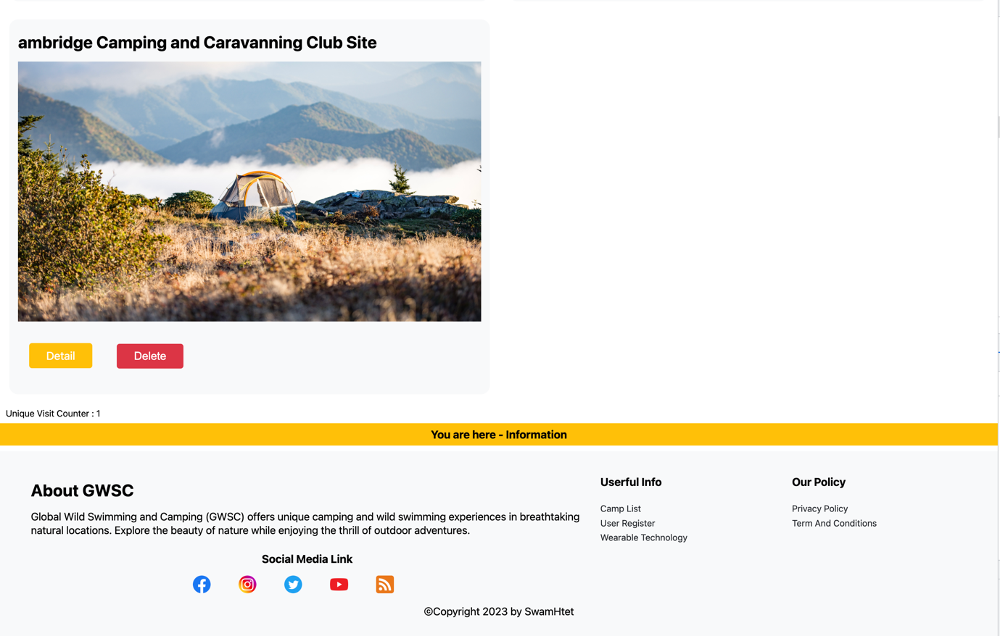 ambridge Camping and Caravanning Club Site
Detail
Delete
Unique Visit Counter : 1
You are here - Information
About GWSC
Global Wild Swimming and Camping (GWSC) offers unique camping and wild swimming experiences in breathtaking
natural locations. Explore the beauty of nature while enjoying the thrill of outdoor adventures.
Social Media Link
Userful Info
Camp List
User Register
Wearable Technology
Our Policy
Privacy Policy
Term And Conditions
©Copyright 2023 by SwamHtet